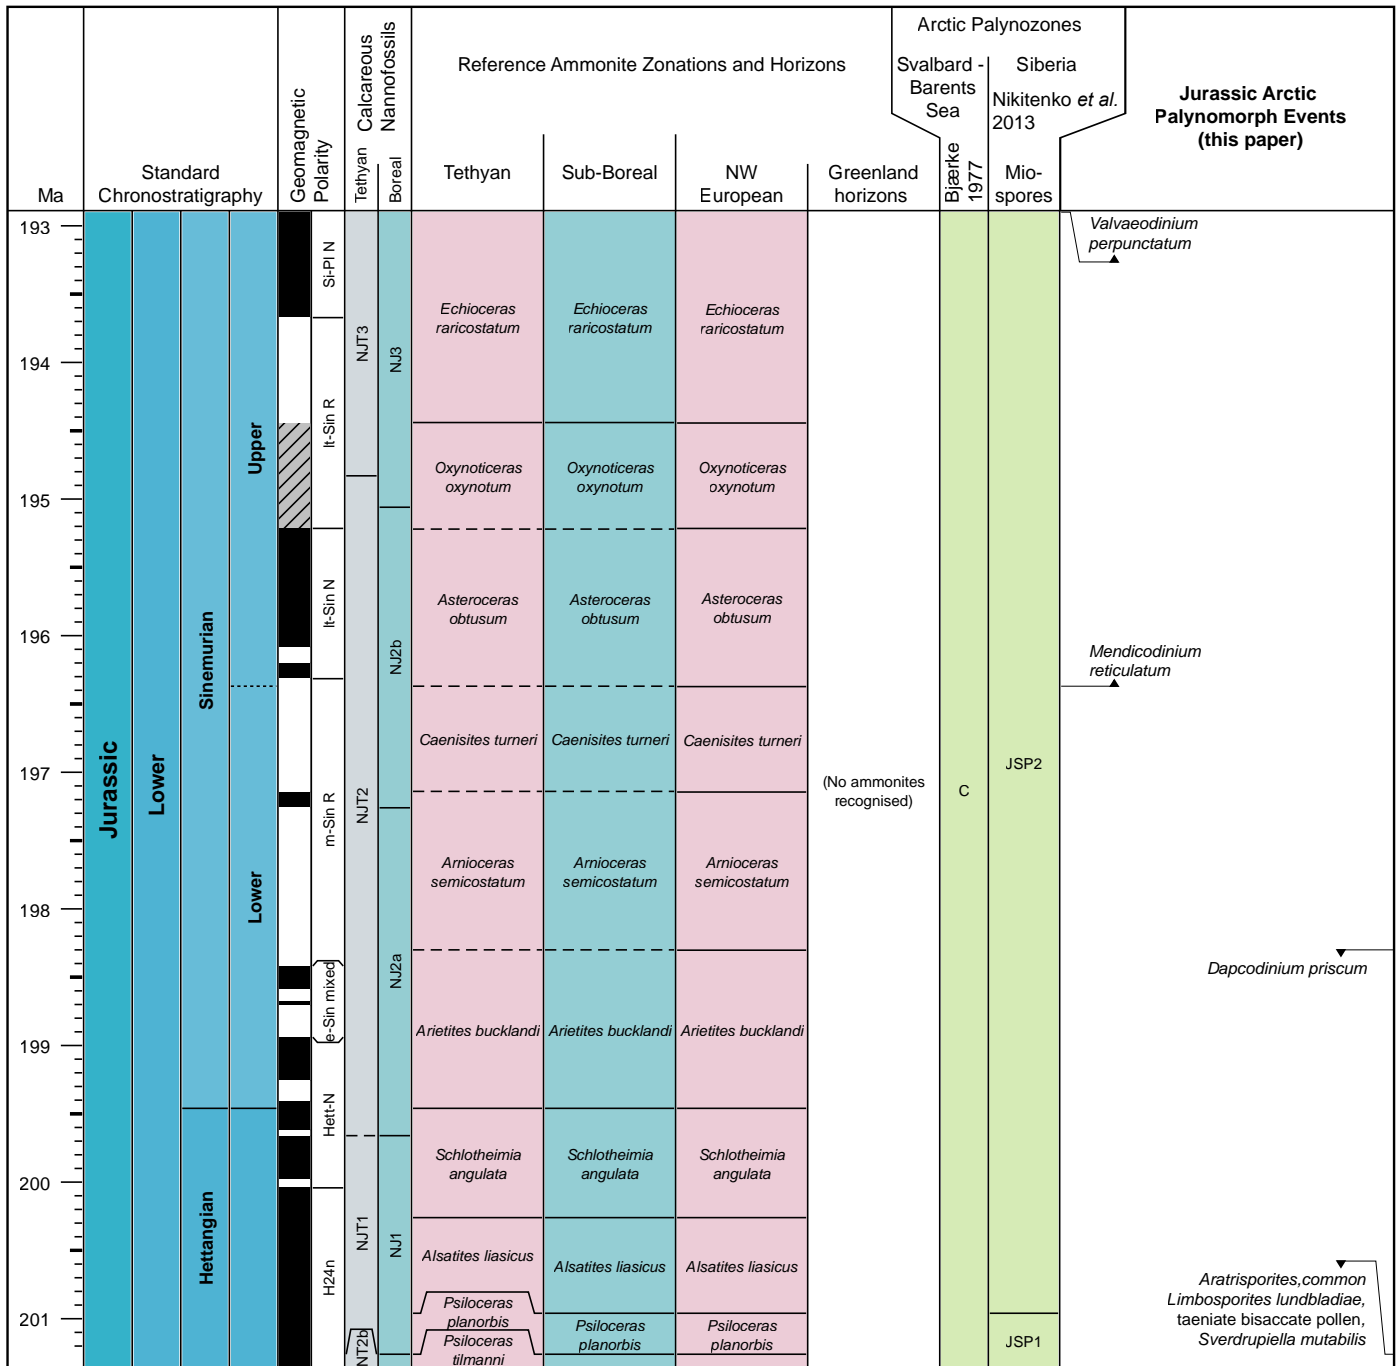 Ma
Standard
Chronostratigraphy
Geomagnetic
Polarity
Calcareous
Nannofossils
Tethyan
Boreal
Reference Ammonite Zonations and Horizons
Tethyan
Sub-Boreal
NW
European
Greenland
horizons
Arctic Palynozones
Svalbard -
Barents
Sea
Bjærke
1977
Siberia
Nikitenko et al.
2013
Mio-
spores
Jurassic Arctic
Palynomorph Events
(this paper)
193
194
195
196
197
198
199
200
201
Jurassic
Lower
Sinemurian
Hettangian
Upper
Lower
Si-Pl N
lt-Sin R
lt-Sin N
m-Sin R
e-Sin mixed
Hett-N
H24n
NJT3
NJT2
NJT1
NT2b
NJ3
NJ2b
NJ2a
NJ1
Echioceras
raricostatum
Oxynoticeras
oxynotum
Asteroceras
obtusum
Caenisites turneri
Arnioceras
semicostatum
Arietites bucklandi
Schlotheimia
angulata
Alsatites liasicus
Psiloceras
planorbis
Psiloceras
tilmanni
Echioceras
raricostatum
Oxynoticeras
oxynotum
Asteroceras
obtusum
Caenisites turneri
Arnioceras
semicostatum
Arietites bucklandi
Schlotheimia
angulata
Alsatites liasicus
Psiloceras
planorbis
Echioceras
raricostatum
Oxynoticeras
oxynotum
Asteroceras
obtusum
Caenisites turneri
Arnioceras
semicostatum
Arietites bucklandi
Schlotheimia
angulata
Alsatites liasicus
Psiloceras
planorbis
(No ammonites
recognised)
C
JSP2
JSP1
Valvaeodinium
perpunctatum
Mendicodinium
reticulatum
Dapcodinium priscum
Aratrisporites,common
Limbosporites lundbladiae,
taeniate bisaccate pollen,
Sverdrupiella mutabilis